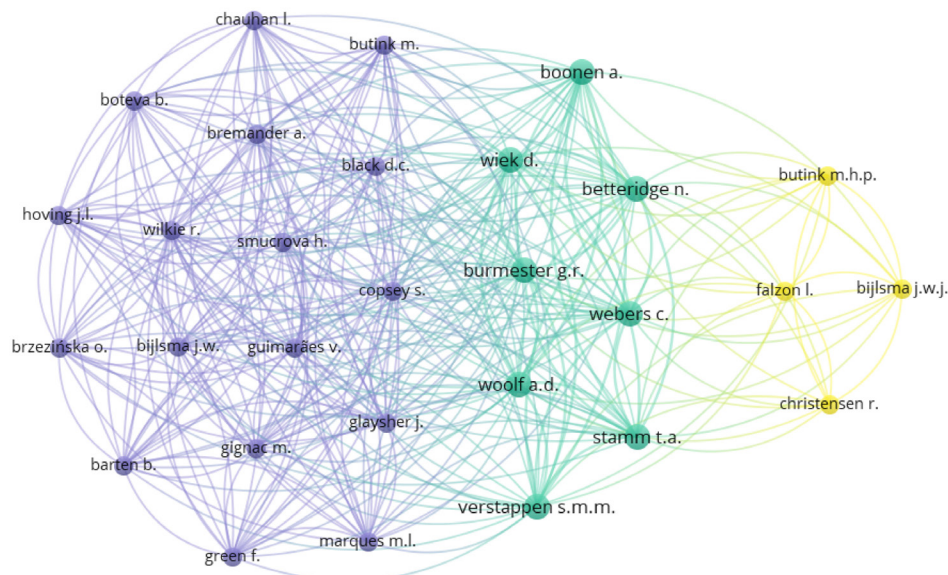 chauhan l.
butink m.
boonen a.
boteva b.
bremander a.
wiek d.
black d.c.
butink m.h.p.
betteridge n.
hoving j.l.
wilkie r.
smucrova h.
burmester g.r.
copsey s.
falzon l.
bijlsma j.w.j.
webers c.
brzezińska o.
bijlsma j.w.
guimarães v.
woolf a.d.
christensen r.
glaysher j.
stamm t.a.
gignac m.
barten b.
verstappen s.m.m.
marques m.l.
green f.